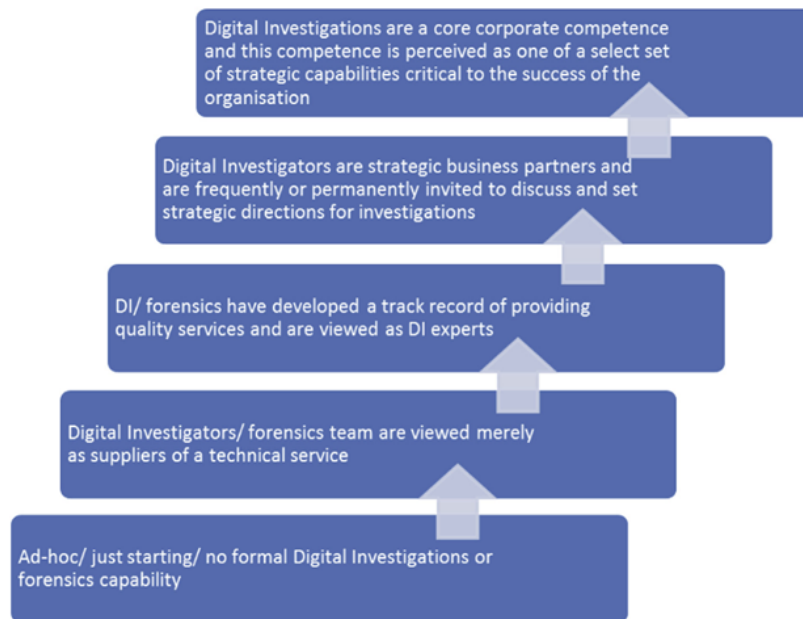 Digital Investigations are a core corporate competence
and this competence is perceived as one of a select set
of strategic capabilities critical to the success of the
organisation
Digital Investigators are strategic business partners and
are frequently or permanently invited to discuss and set
strategic directions for investigations
DI/ forensics have developed a track record of providing
quality services and are viewed as DI experts
Digital Investigators/ forensics team are viewed merely
as suppliers of a technical service
Ad-hoc/ just starting/ no formal Digital Investigations or
forensics capability